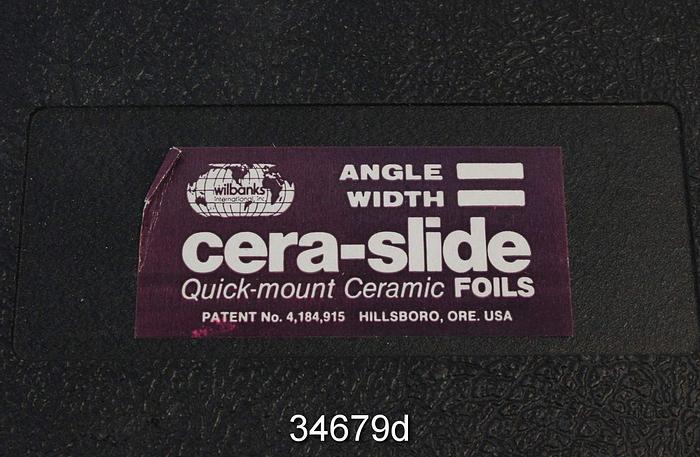 wilbanks
International, Inc.
ANGLE
WIDTH
cera-slide
Quick-mount Ceramic FOILS
PATENT No. 4,184,915 HILLSBORO, ORE. USA
34679d